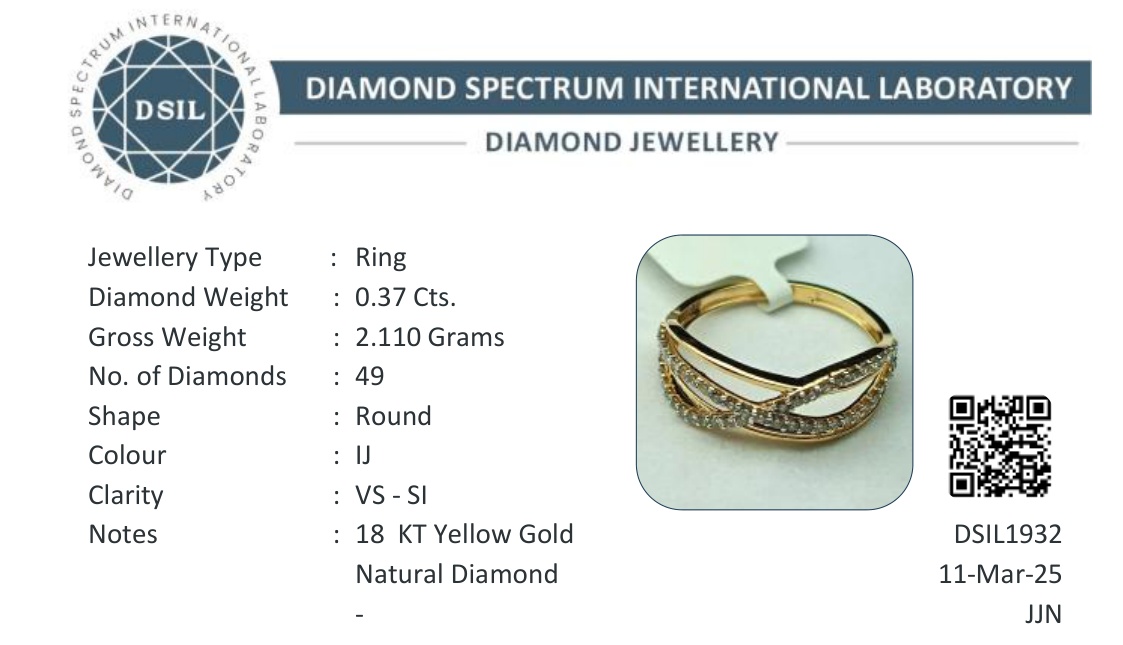 DIAMOND SPECTRUM INTERNATIONAL LABORATORY
DSIL
DIAMOND SPECTRUM INTERNATIONAL LABORATORY
DIAMOND JEWELLERY
Jewellery Type : Ring
Diamond Weight : 0.37 Cts.
Gross Weight : 2.110 Grams
No. of Diamonds : 49
Shape : Round
Colour : IJ
Clarity : VS - SI
Notes : 18 KT Yellow Gold
Natural Diamond
-
DSIL1932
11-Mar-25
JJN